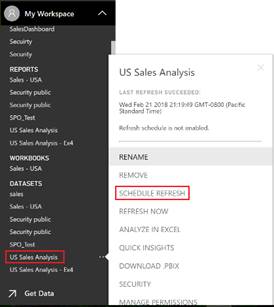 My Workspace
SalesDashboard
Secuirty
Security
REPORTS
Sales - USA
Security public
SPO_Test
US Sales Analysis
US Sales Analysis - Ex4
WORKBOOKS
Sales - USA
DATASETS
sales
Sales - USA
Security public
Security public
SPO_Test
US Sales Analysis
US Sales Analysis - Ex4
Get Data
US Sales Analysis
LAST REFRESH SUCCEEDED:
Wed Feb 21 2018 21:19:49 GMT-0800 (Pacific
Standard Time)
Refresh schedule is not enabled.
RENAME
REMOVE
SCHEDULE REFRESH
REFRESH NOW
ANALYZE IN EXCEL
QUICK INSIGHTS
DOWNLOAD .PBIX
SECURITY
MANAGE PERMISSIONS